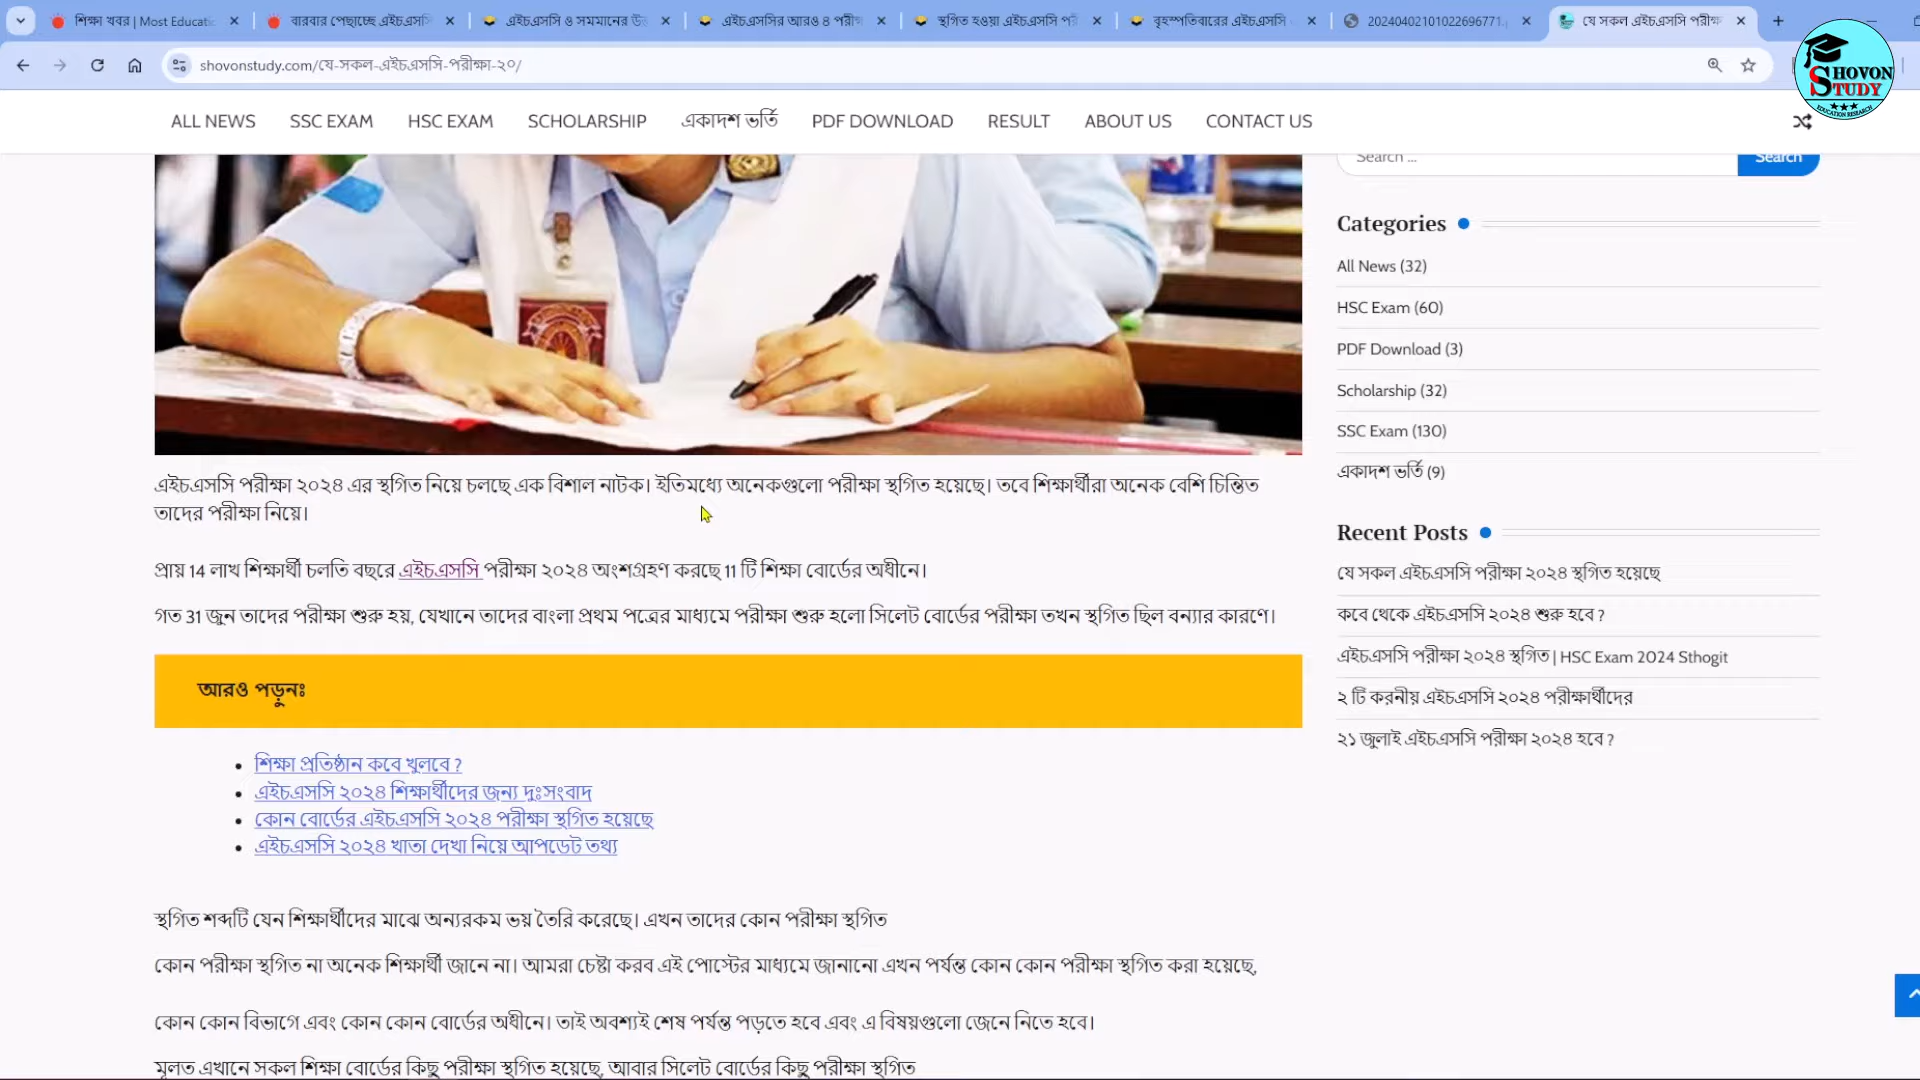 শিক্ষা খবর | Most Educatic
বারবার পেছাচ্ছে এইচএসসি
এইচএসসি ও সমমানের উ
এইচএসসির আরও ৪ পরীক্ষ
স্থগিত হওয়া এইচএসসি পরী
বৃহস্পতিবারের এইচএসসি
20240402101022696771.
যে সকল এইচএসসি পরীক্ষা
shovonstudy.com/যে-সকল-এইচএসসি-পরীক্ষা-২০/
SHOVON
STUDY
EDUCATION RESEARCH
ALL NEWS SSC EXAM HSC EXAM SCHOLARSHIP একাদশ ভর্তি PDF DOWNLOAD RESULT ABOUT US CONTACT US
Search ...
Search
Categories
All News (32)
HSC Exam (60)
PDF Download (3)
Scholarship (32)
SSC Exam (130)
একাদশ ভর্তি (9)
Recent Posts
যে সকল এইচএসসি পরীক্ষা ২০২৪ স্থগিত হয়েছে
কবে থেকে এইচএসসি ২০২৪ শুরু হবে ?
এইচএসসি পরীক্ষা ২০২৪ স্থগিত | HSC Exam 2024 Sthogit
২ টি করনীয় এইচএসসি ২০২৪ পরীক্ষার্থীদের
২১ জুলাই এইচএসসি পরীক্ষা ২০২৪ হবে ?
এইচএসসি পরীক্ষা ২০২৪ এর স্থগিত নিয়ে চলছে এক বিশাল নাটক। ইতিমধ্যে অনেকগুলো পরীক্ষা স্থগিত হয়েছে। তবে শিক্ষার্থীরা অনেক বেশি চিন্তিত
তাদের পরীক্ষা নিয়ে।
প্রায় 14 লাখ শিক্ষার্থী চলতি বছরে এইচএসসি পরীক্ষা ২০২৪ অংশগ্রহণ করছে 11 টি শিক্ষা বোর্ডের অধীনে।
গত 31 জুন তাদের পরীক্ষা শুরু হয়, যেখানে তাদের বাংলা প্রথম পত্রের মাধ্যমে পরীক্ষা শুরু হলো সিলেট বোর্ডের পরীক্ষা তখন স্থগিত ছিল বন্যার কারণে।
আরও পড়ুনঃ
শিক্ষা প্রতিষ্ঠান কবে খুলবে ?
এইচএসসি ২০২৪ শিক্ষার্থীদের জন্য দুঃসংবাদ
কোন বোর্ডের এইচএসসি ২০২৪ পরীক্ষা স্থগিত হয়েছে
এইচএসসি ২০২৪ খাতা দেখা নিয়ে আপডেট তথ্য
স্থগিত শব্দটি যেন শিক্ষার্থীদের মাঝে অন্যরকম ভয় তৈরি করেছে। এখন তাদের কোন পরীক্ষা স্থগিত
কোন পরীক্ষা স্থগিত না অনেক শিক্ষার্থী জানে না। আমরা চেষ্টা করব এই পোস্টের মাধ্যমে জানানো এখন পর্যন্ত কোন কোন পরীক্ষা স্থগিত করা হয়েছে,
কোন কোন বিভাগে এবং কোন কোন বোর্ডের অধীনে। তাই অবশ্যই শেষ পর্যন্ত পড়তে হবে এবং এ বিষয়গুলো জেনে নিতে হবে।
মূলত এখানে সকল শিক্ষা বোর্ডের কিছু পরীক্ষা স্থগিত হয়েছে, আবার সিলেট বোর্ডের কিছু পরীক্ষা স্থগিত